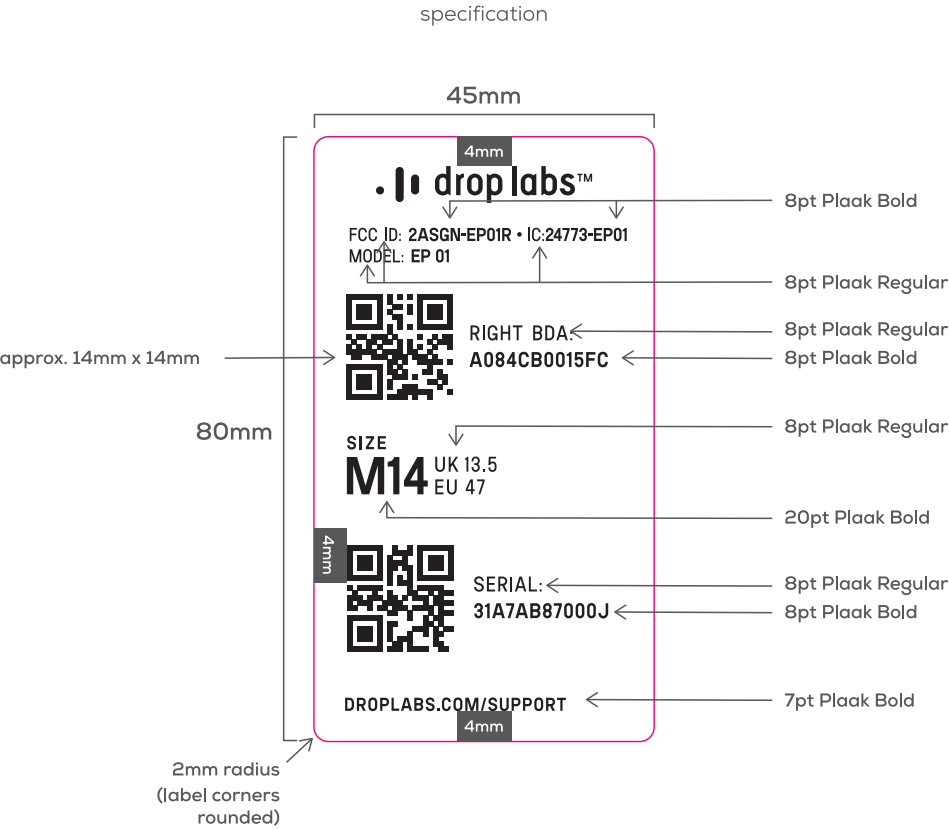 specification
45mm
4mm
drop labs™
8pt Plaak Bold
FCC ID: 2ASGN-EP01R • IC:24773-EP01
MODEL: EP 01
8pt Plaak Regular
RIGHT BDA:
8pt Plaak Regular
approx. 14mm x 14mm
A084CB0015FC
8pt Plaak Bold
80mm
8pt Plaak Regular
SIZE
M14
UK 13.5
EU 47
20pt Plaak Bold
4mm
SERIAL:
8pt Plaak Regular
31A7AB87000J
8pt Plaak Bold
DROPLABS.COM/SUPPORT
7pt Plaak Bold
4mm
2mm radius
(label corners
rounded)